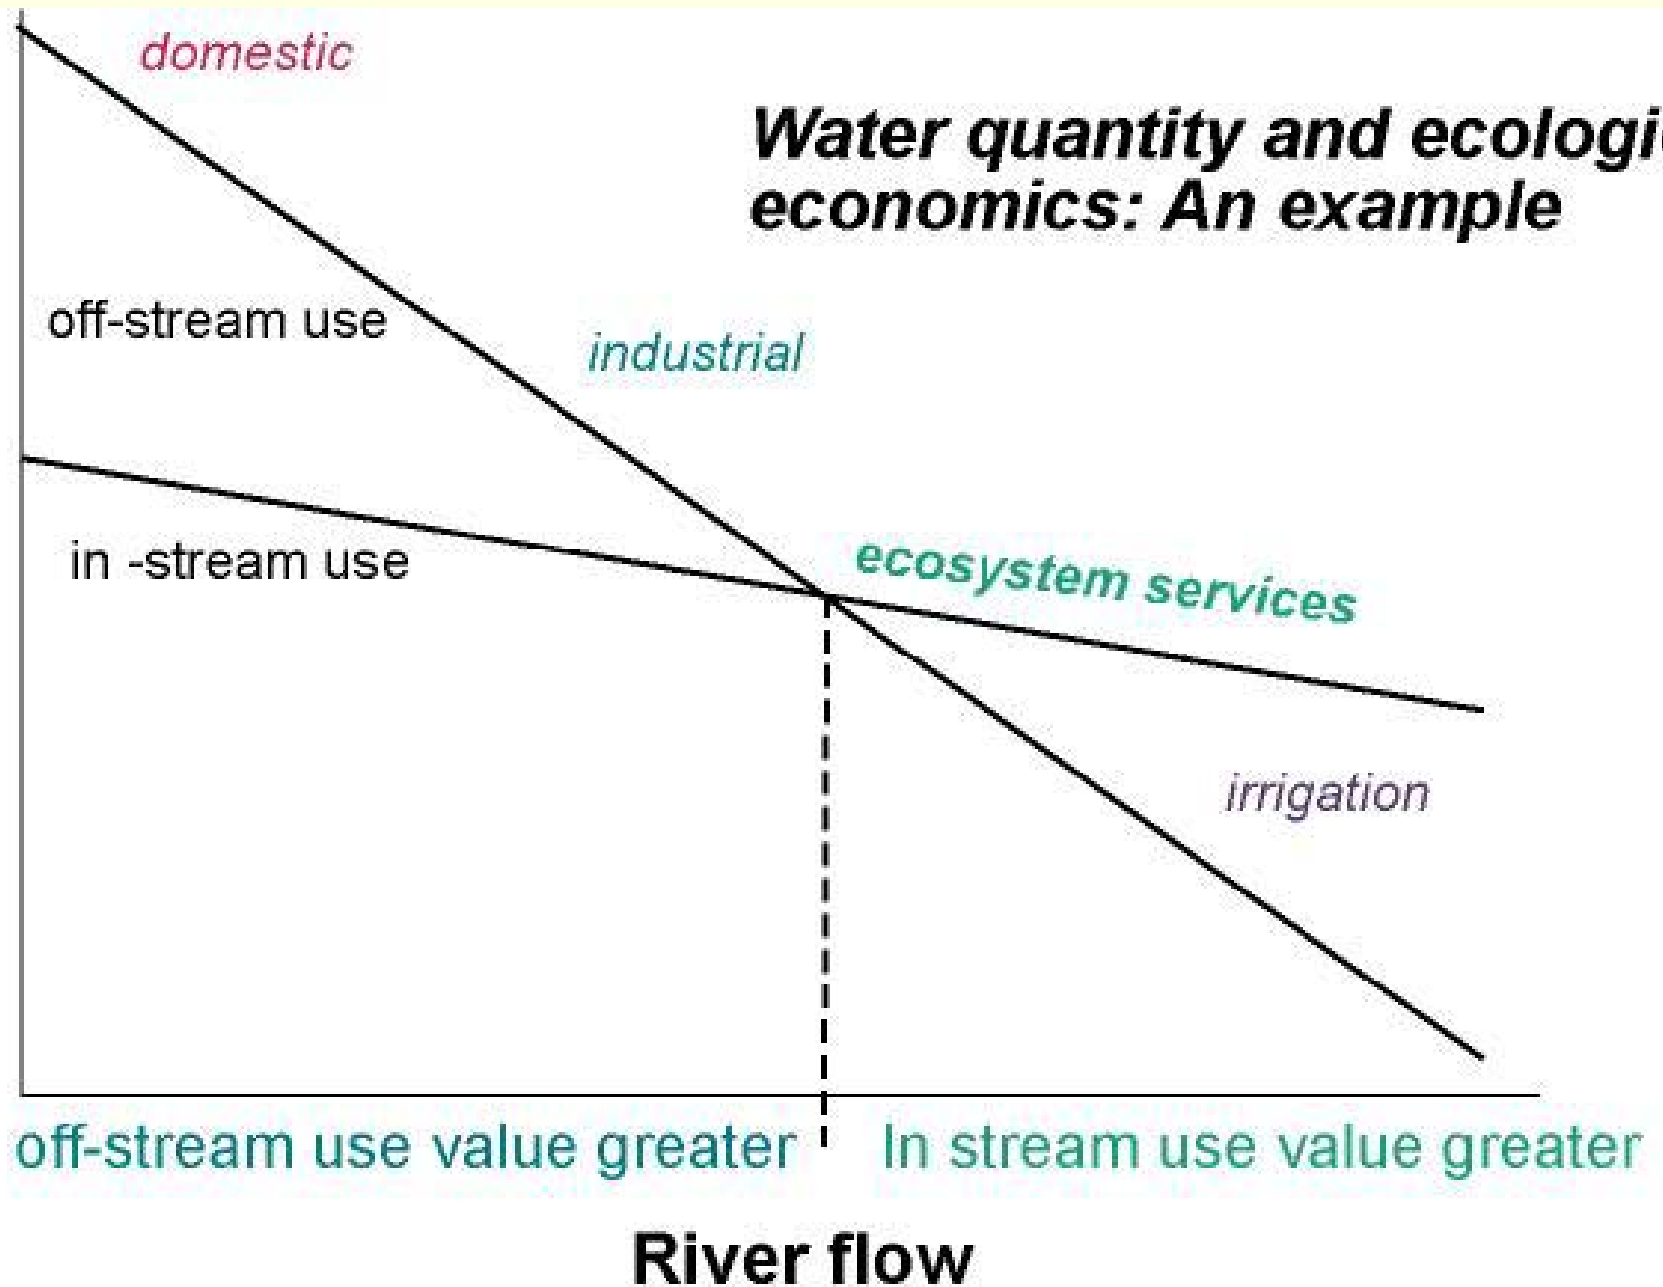 domestic
Water quantity and ecologi
economics: An example
off-stream use
industrial
in -stream use
ecosystem services
irrigation
off-stream use value greater
In stream use value greater
River flow